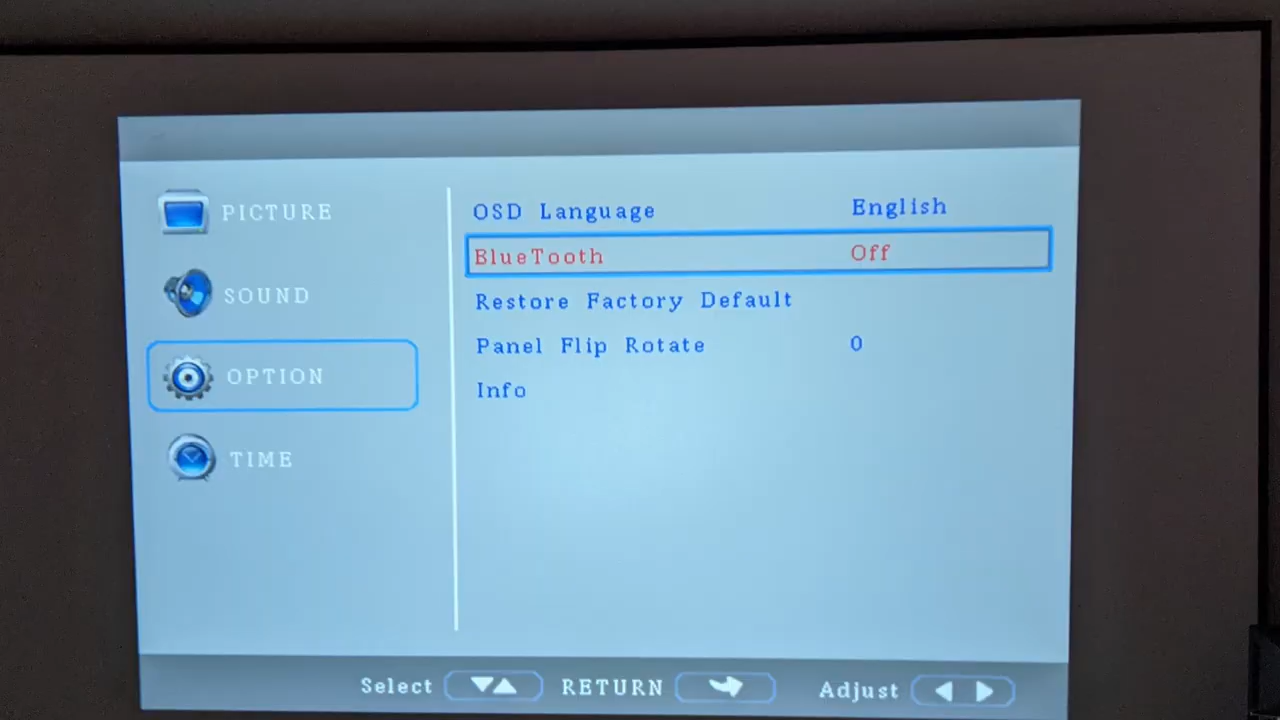 PICTURE
SOUND
OPTION
TIME
OSD Language English
BlueTooth Off
Restore Factory Default
Panel Flip Rotate 0
Info
Select RETURN Adjust